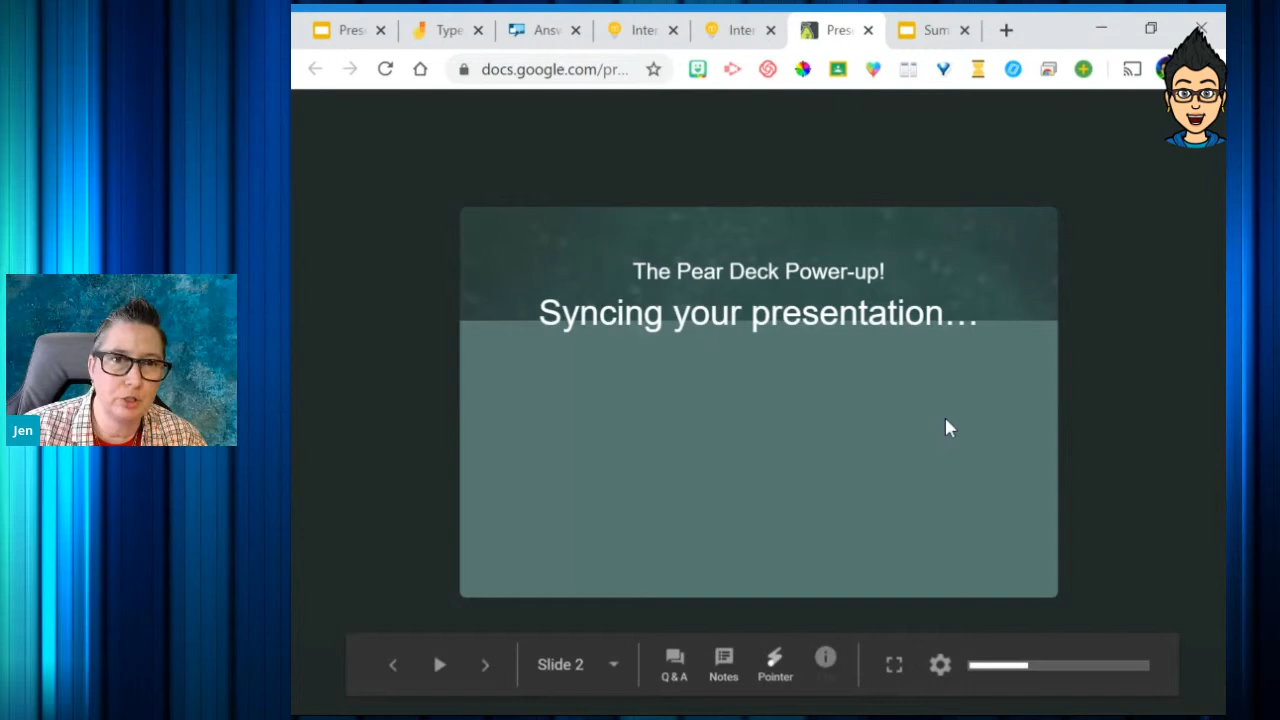 Pres
Type
Answ
Inter
Inter
Pres
Sum
docs.google.com/pr...
The Pear Deck Power-up!
Syncing your presentation...
Jen
Slide 2
Q & A
Notes
Pointer